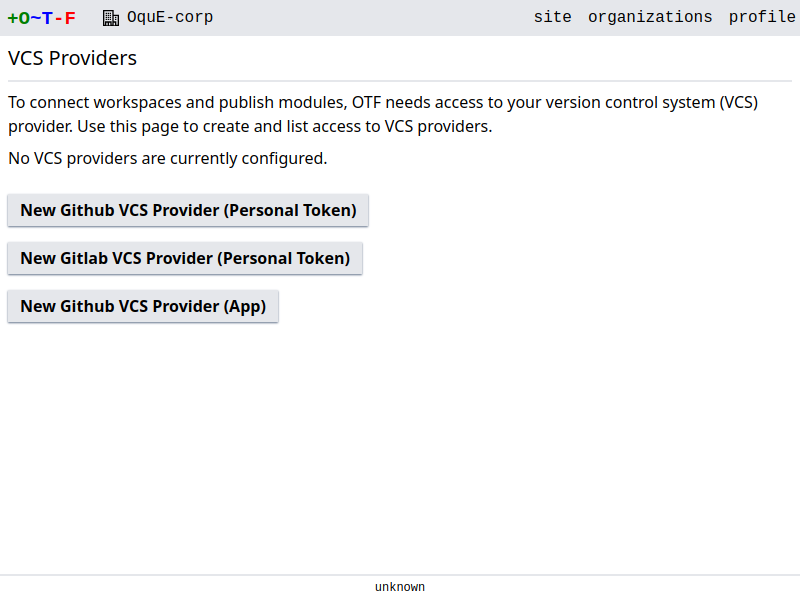 +O~T-F OquE-corp site organizations profile
VCS Providers
To connect workspaces and publish modules, OTF needs access to your version control system (VCS)
provider. Use this page to create and list access to VCS providers.
No VCS providers are currently configured.
New Github VCS Provider (Personal Token)
New Gitlab VCS Provider (Personal Token)
New Github VCS Provider (App)
unknown